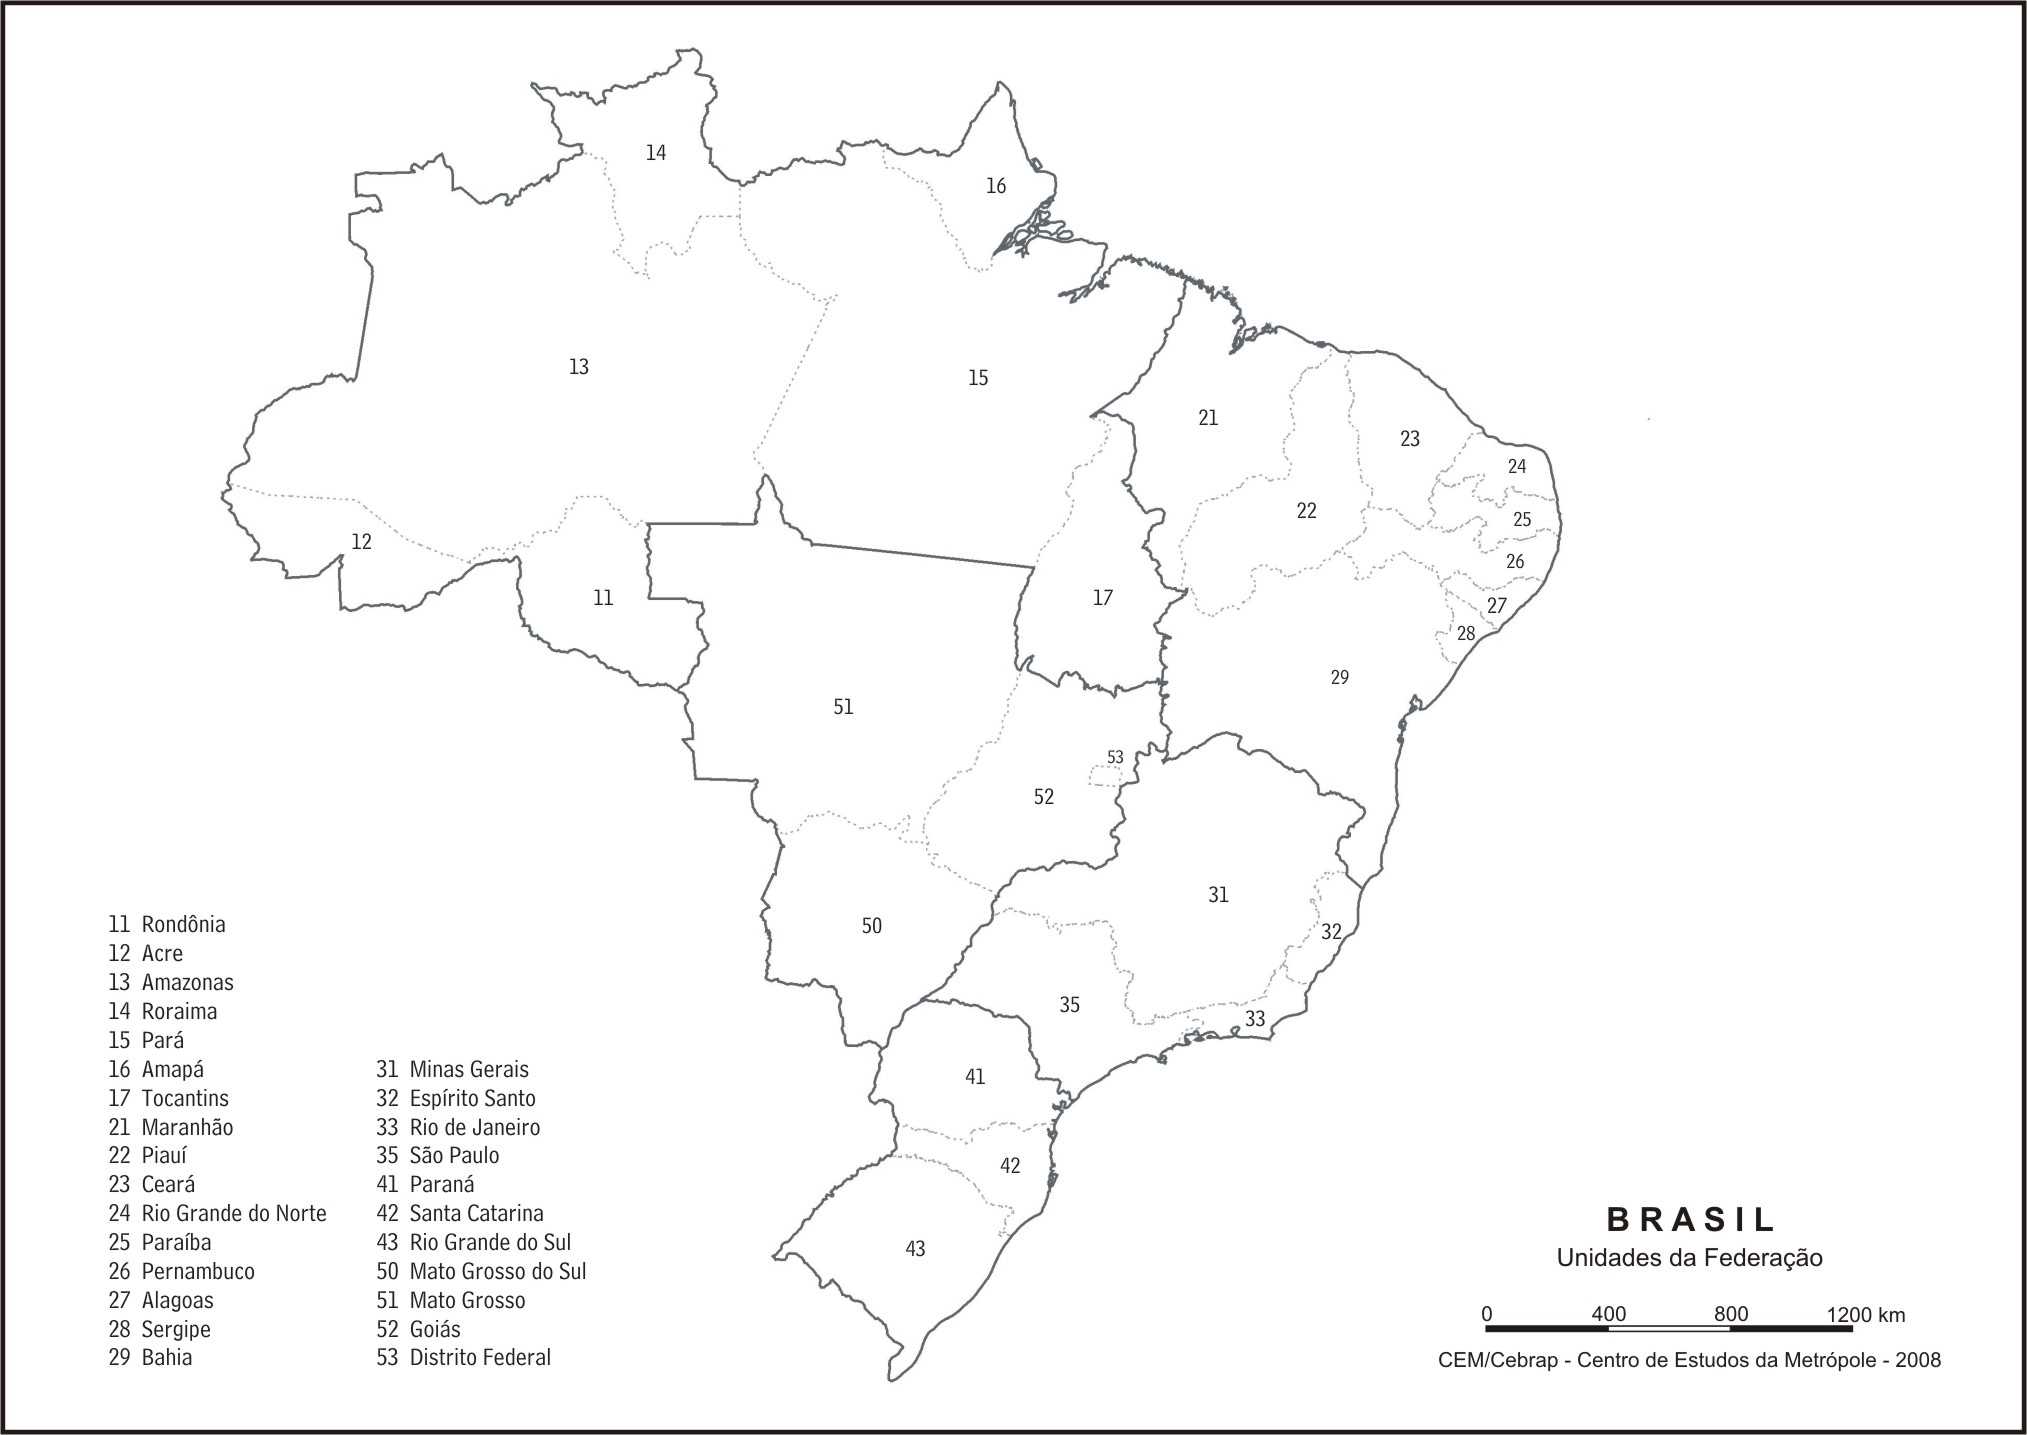 14
16
13
15
21
23
24
22
25
12
26
11
17
27
28
29
51
53
52
31
50
32
35
33
41
42
43
11 Rondônia
12 Acre
13 Amazonas
14 Roraima
15 Pará
16 Amapá
17 Tocantins
21 Maranhão
22 Piauí
23 Ceará
24 Rio Grande do Norte
25 Paraíba
26 Pernambuco
27 Alagoas
28 Sergipe
29 Bahia
31 Minas Gerais
32 Espírito Santo
33 Rio de Janeiro
35 São Paulo
41 Paraná
42 Santa Catarina
43 Rio Grande do Sul
50 Mato Grosso do Sul
51 Mato Grosso
52 Goiás
53 Distrito Federal
BRASIL
Unidades da Federação
0 400 800 1200 km
CEM/Cebrap - Centro de Estudos da Metrópole - 2008